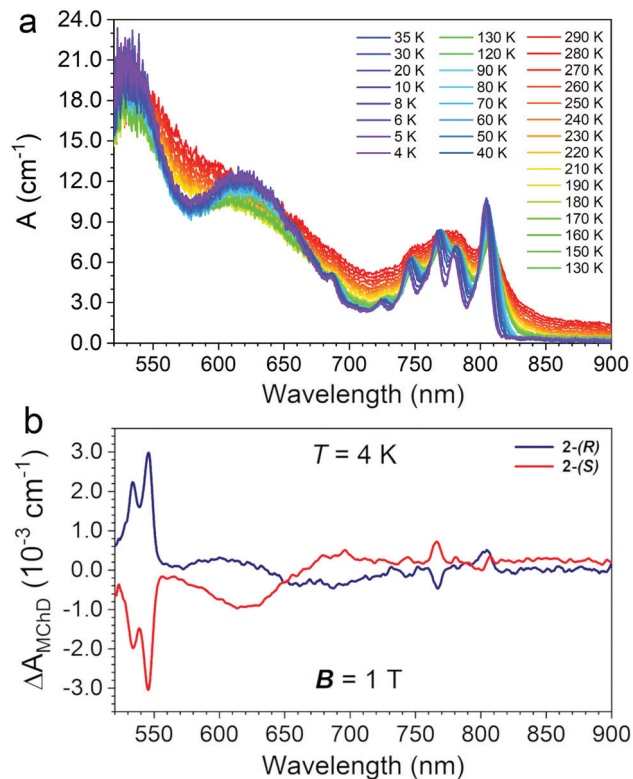 a
24.0
21.0
18.0
15.0
12.0
9.0
6.0
3.0
0.0
A (cm⁻¹)
35 K 130 K 290 K
30 K 120 K 280 K
20 K 90 K 270 K
10 K 80 K 260 K
8 K 70 K 250 K
6 K 60 K 240 K
5 K 50 K 230 K
4 K 40 K 220 K
210 K
190 K
180 K
170 K
160 K
150 K
130 K
550 600 650 700 750 800 850 900
Wavelength (nm)
b
3.0
2.0
1.0
0.0
-1.0
-2.0
-3.0
ΔA_MChD (10⁻³ cm⁻¹)
T = 4 K
2-(R)
2-(S)
B = 1 T
550 600 650 700 750 800 850 900
Wavelength (nm)